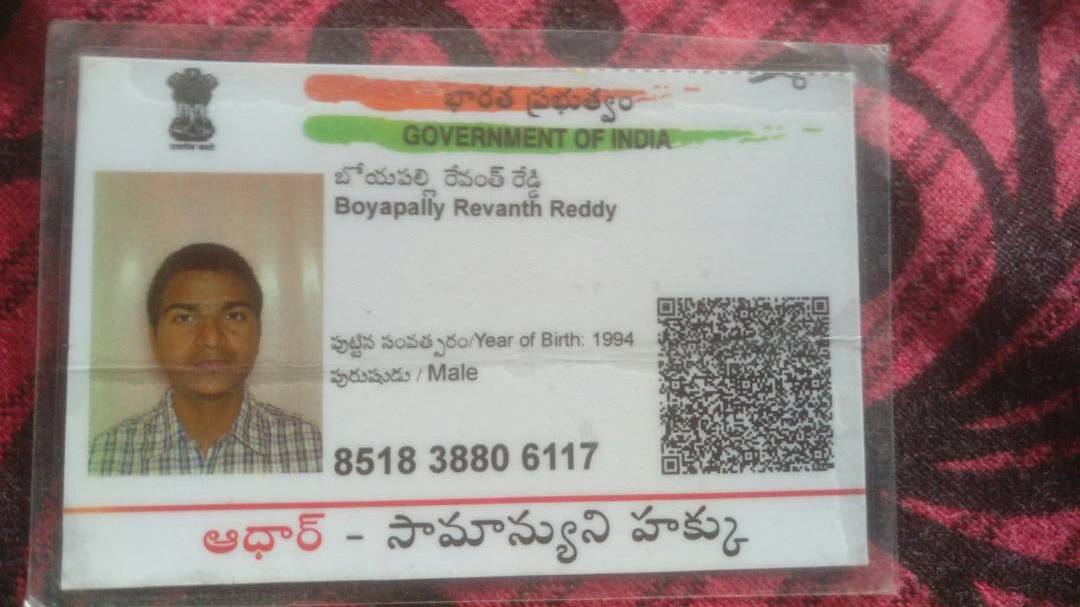 భారత ప్రభుత్వం
GOVERNMENT OF INDIA
బోయపల్లి రేవంత్ రెడ్డి
Boyapally Revanth Reddy
పుట్టిన సంవత్సరం/Year of Birth: 1994
పురుషుడు / Male
8518 3880 6117
ఆధార్ - సామాన్యుని హక్కు